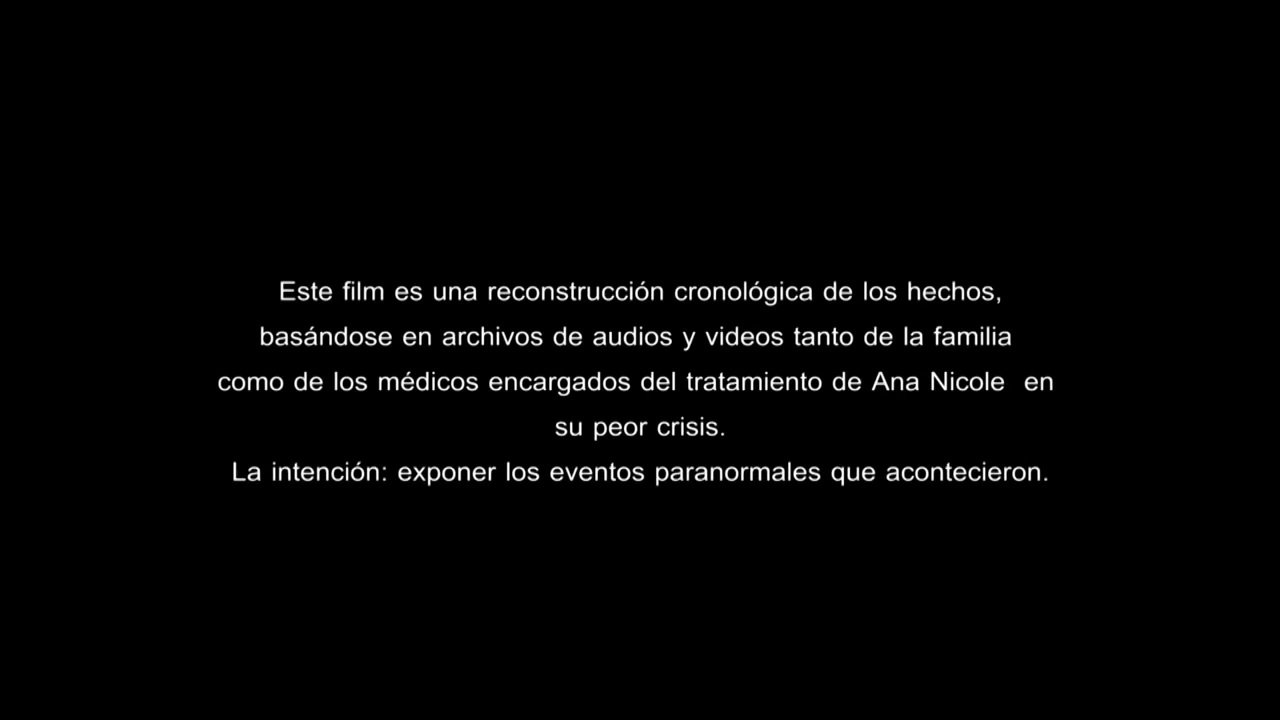 Este film es una reconstrucción cronológica de los hechos,
basándose en archivos de audios y videos tanto de la familia
como de los médicos encargados del tratamiento de Ana Nicole  en
su peor crisis.
La intención: exponer los eventos paranormales que acontecieron.